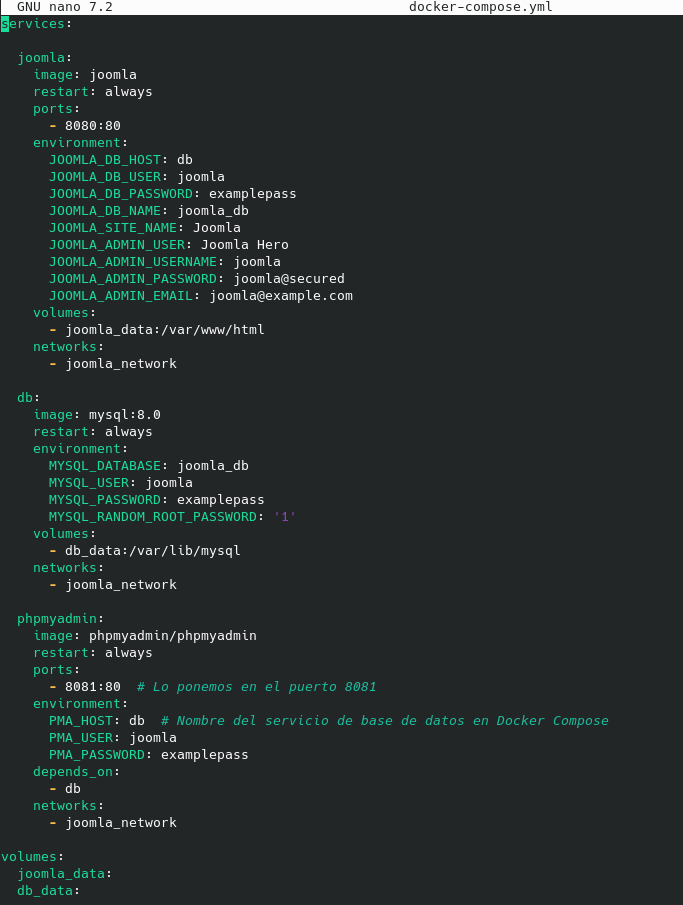 GNU nano 7.2 docker-compose.yml
services:
joomla:
image: joomla
restart: always
ports:
- 8080:80
environment:
JOOMLA_DB_HOST: db
JOOMLA_DB_USER: joomla
JOOMLA_DB_PASSWORD: examplepass
JOOMLA_DB_NAME: joomla_db
JOOMLA_SITE_NAME: Joomla
JOOMLA_ADMIN_USER: Joomla Hero
JOOMLA_ADMIN_USERNAME: joomla
JOOMLA_ADMIN_PASSWORD: joomla@secured
JOOMLA_ADMIN_EMAIL: joomla@example.com
volumes:
- joomla_data:/var/www/html
networks:
- joomla_network
db:
image: mysql:8.0
restart: always
environment:
MYSQL_DATABASE: joomla_db
MYSQL_USER: joomla
MYSQL_PASSWORD: examplepass
MYSQL_RANDOM_ROOT_PASSWORD: '1'
volumes:
- db_data:/var/lib/mysql
networks:
- joomla_network
phpmyadmin:
image: phpmyadmin/phpmyadmin
restart: always
ports:
- 8081:80 # Lo ponemos en el puerto 8081
environment:
PMA_HOST: db # Nombre del servicio de base de datos en Docker Compose
PMA_USER: joomla
PMA_PASSWORD: examplepass
depends_on:
- db
networks:
- joomla_network
volumes:
joomla_data:
db_data: